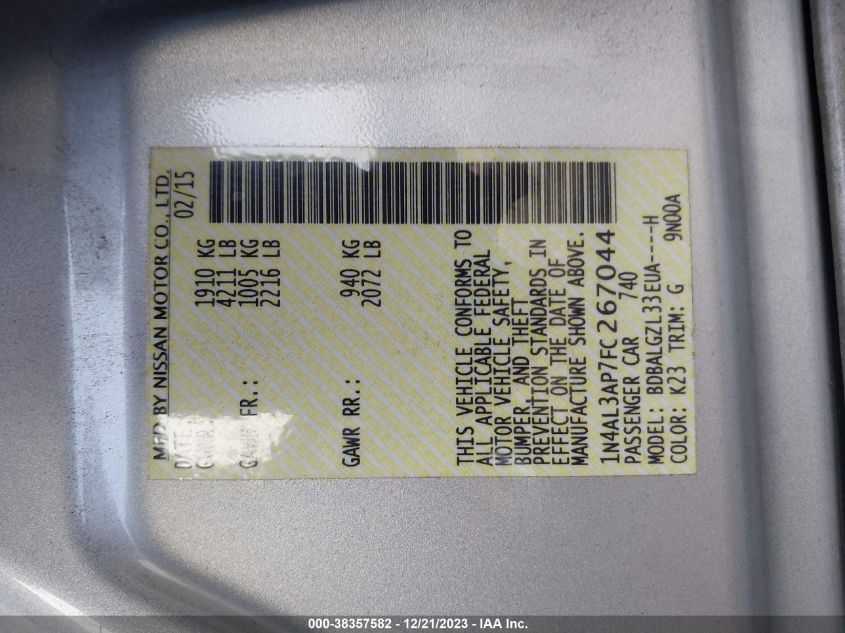 MFD BY NISSAN MOTOR CO., LTD.
DATE 02/15
1910 KG
4211 LB
FR.: 1005 KG
2216 LB
GAWR RR.: 940 KG
2072 LB
THIS VEHICLE CONFORMS TO
ALL APPLICABLE FEDERAL
MOTOR VEHICLE SAFETY,
BUMPER, AND THEFT
PREVENTION STANDARDS IN
EFFECT ON THE DATE OF
MANUFACTURE SHOWN ABOVE.
1N4AL3AP7FC267044
PASSENGER CAR 740
MODEL: BDBALGZL33EUA----H
COLOR: K23 TRIM: G 9N00A
000-38357582 - 12/21/2023 - IAA Inc.